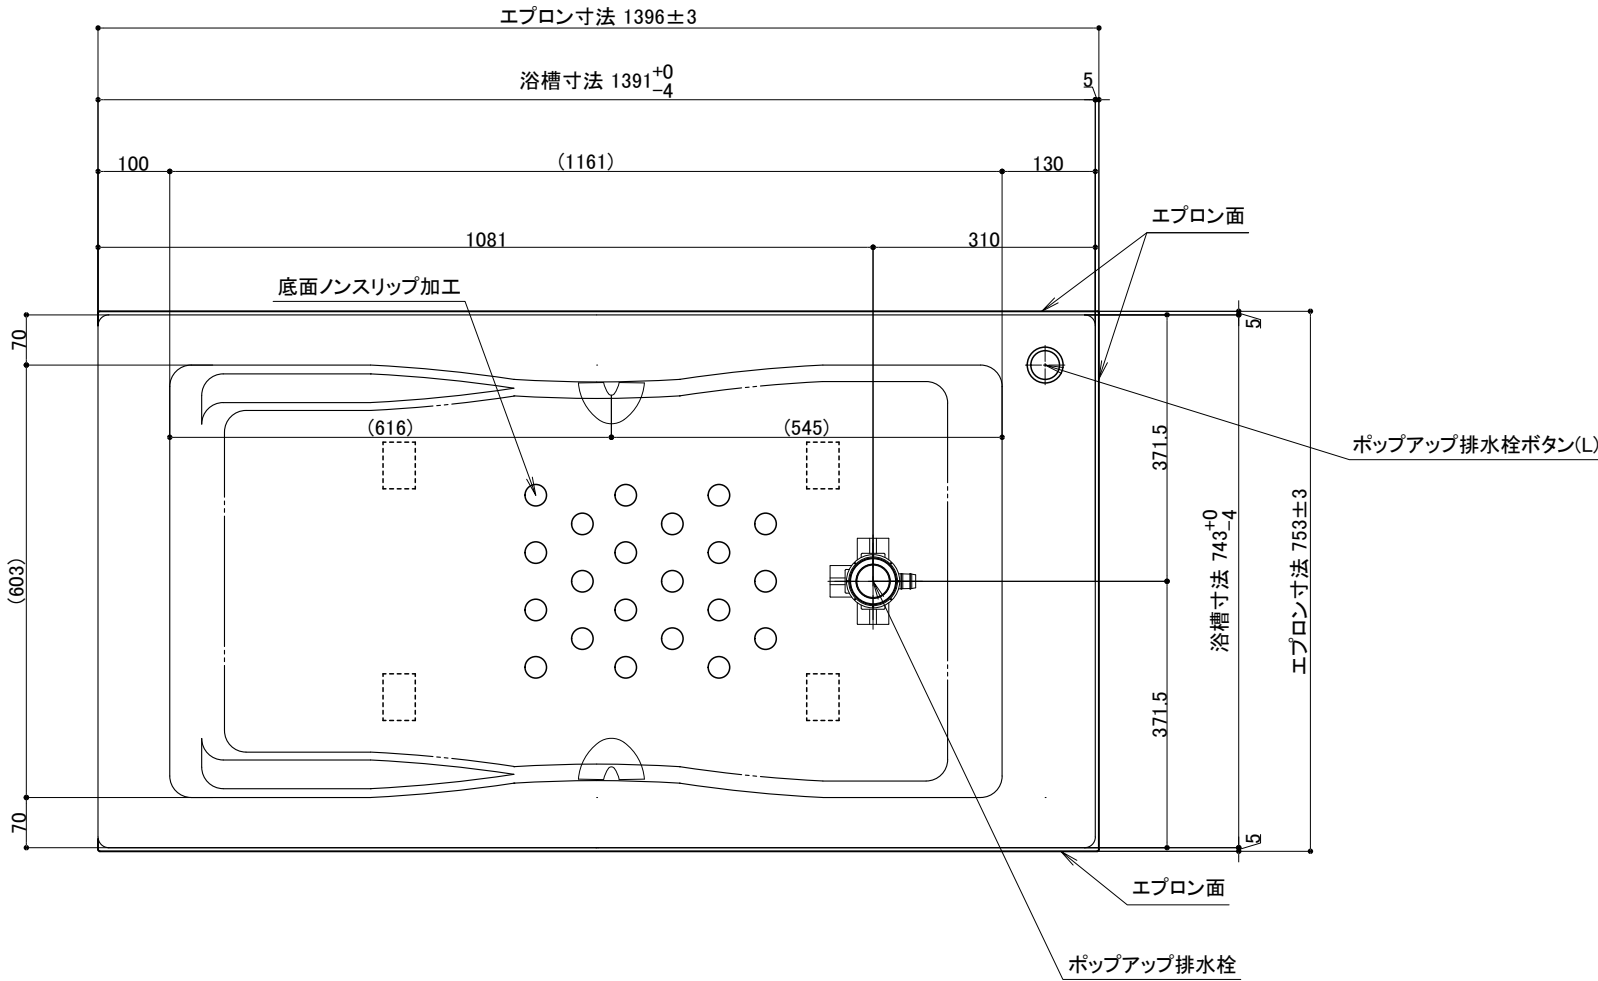 エプロン寸法 1396±3
浴槽寸法 1391+0 -4
5
100
(1161)
130
エプロン面
1081
310
底面ノンスリップ加工
70
5
(616)
(545)
371.5
ポップアップ排水栓ボタン(L)
浴槽寸法 743+0 -4
エプロン寸法 753±3
(603)
371.5
70
5
エプロン面
ポップアップ排水栓